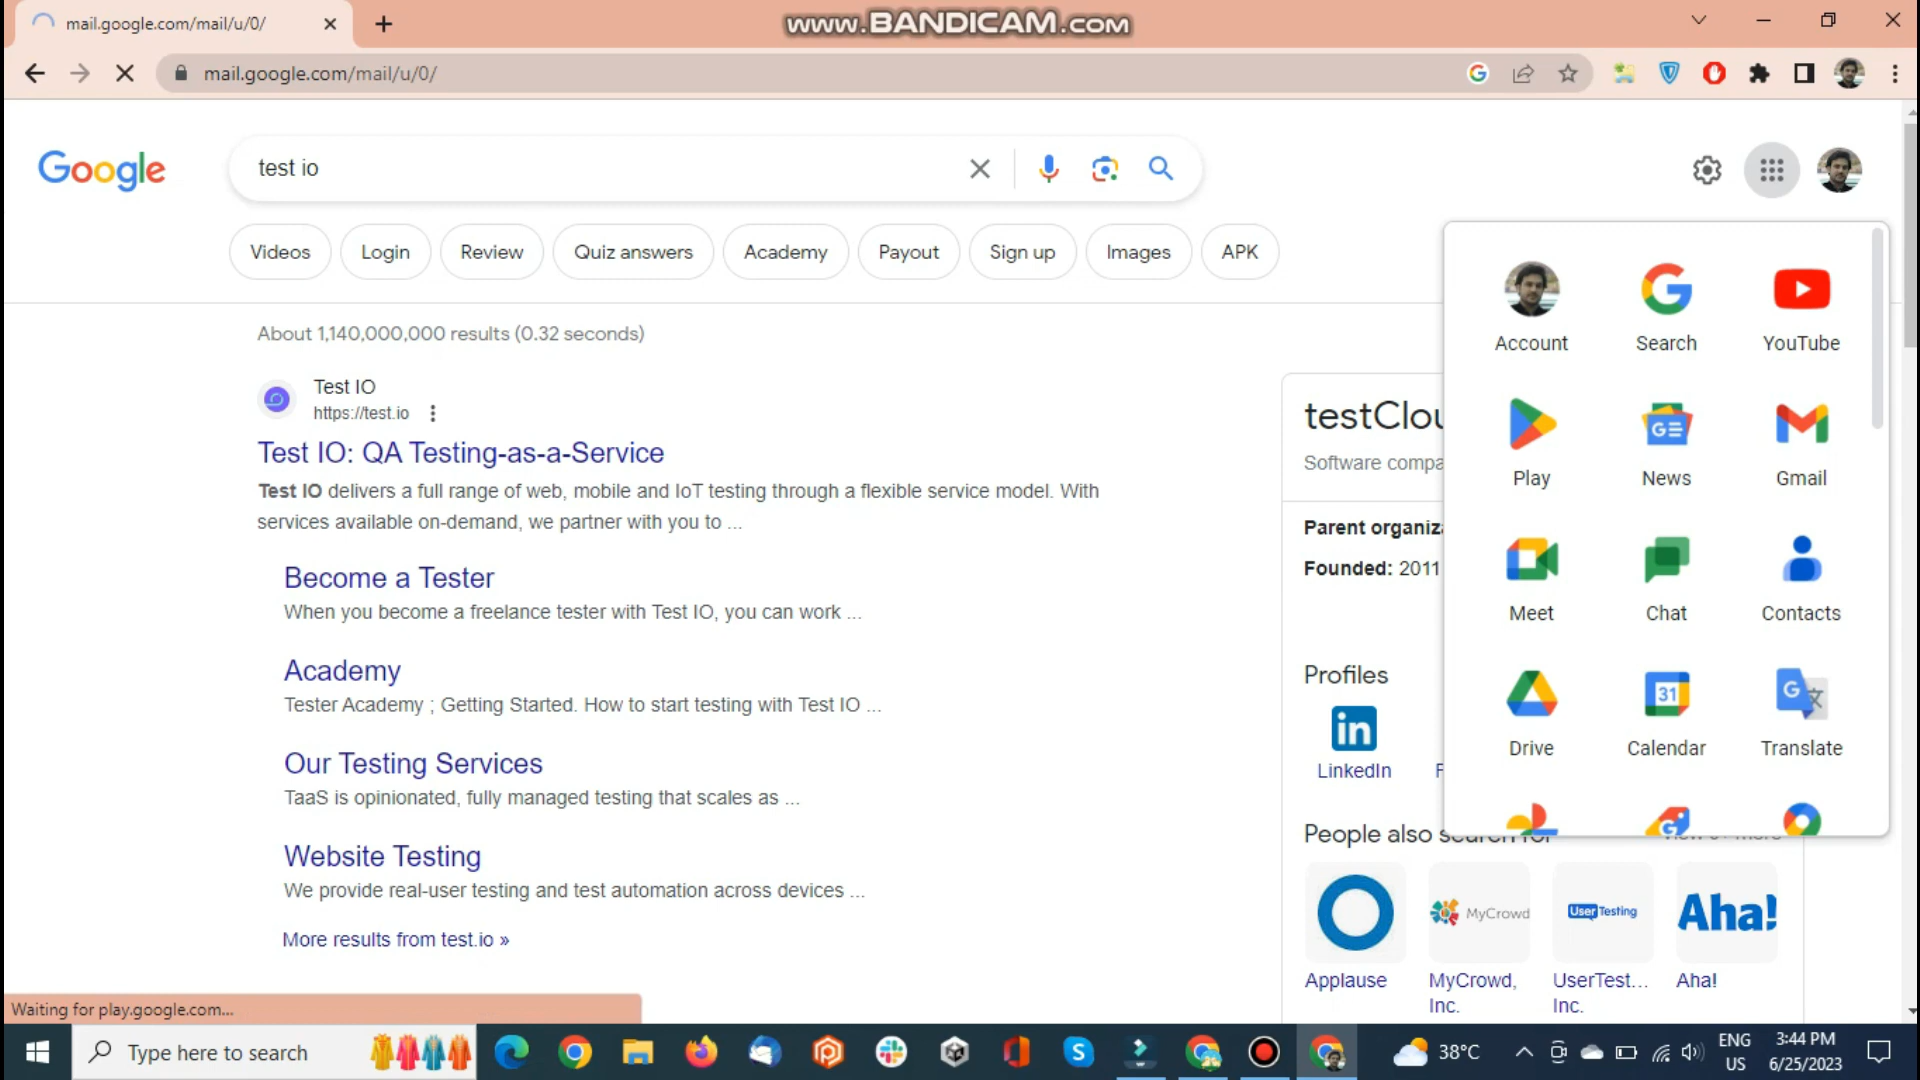 mail.google.com/mail/u/0/
www.BANDICAM.com
mail.google.com/mail/u/0/
Google
test io
Videos
Login
Review
Quiz answers
Academy
Payout
Sign up
Images
APK
About 1,140,000,000 results (0.32 seconds)
Test IO
https://test.io
Test IO: QA Testing-as-a-Service
Test IO delivers a full range of web, mobile and IoT testing through a flexible service model. With
services available on-demand, we partner with you to ...
Become a Tester
When you become a freelance tester with Test IO, you can work ...
Academy
Tester Academy ; Getting Started. How to start testing with Test IO ...
Our Testing Services
TaaS is opinionated, fully managed testing that scales as ...
Website Testing
We provide real-user testing and test automation across devices ...
More results from test.io »
testClou
Software compa
Parent organiza
Founded: 2011
Profiles
LinkedIn
F
People also search for
Applause
MyCrowd
MyCrowd,
Inc.
UserTesting
UserTest...
Inc.
Aha!
Aha!
Account
Search
YouTube
Play
GE
News
Gmail
Meet
Chat
Contacts
Drive
31
Calendar
G
Translate
Waiting for play.google.com...
Type here to search
38°C
ENG
US
3:44 PM
6/25/2023